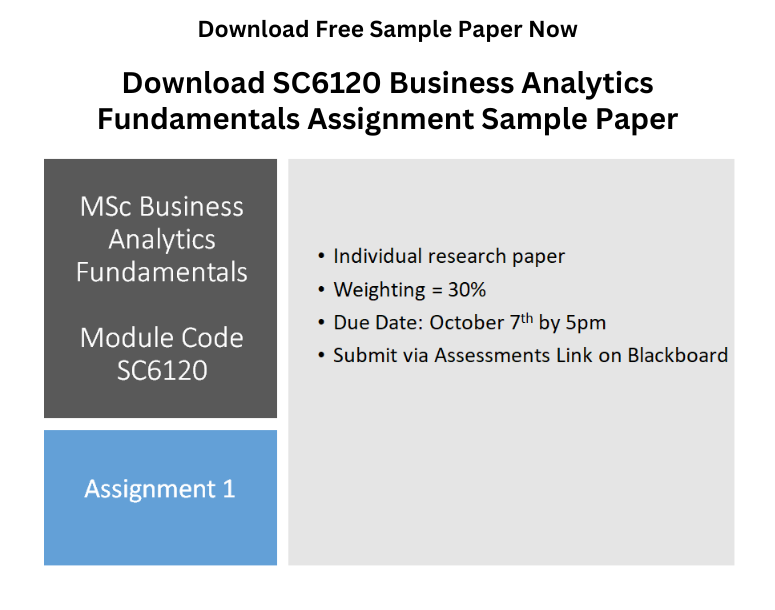 Download Free Sample Paper Now
Download SC6120 Business Analytics
Fundamentals Assignment Sample Paper
MSc Business
Analytics
Fundamentals
Module Code
SC6120
• Individual research paper
• Weighting = 30%
• Due Date: October 7th by 5pm
• Submit via Assessments Link on Blackboard
Assignment 1